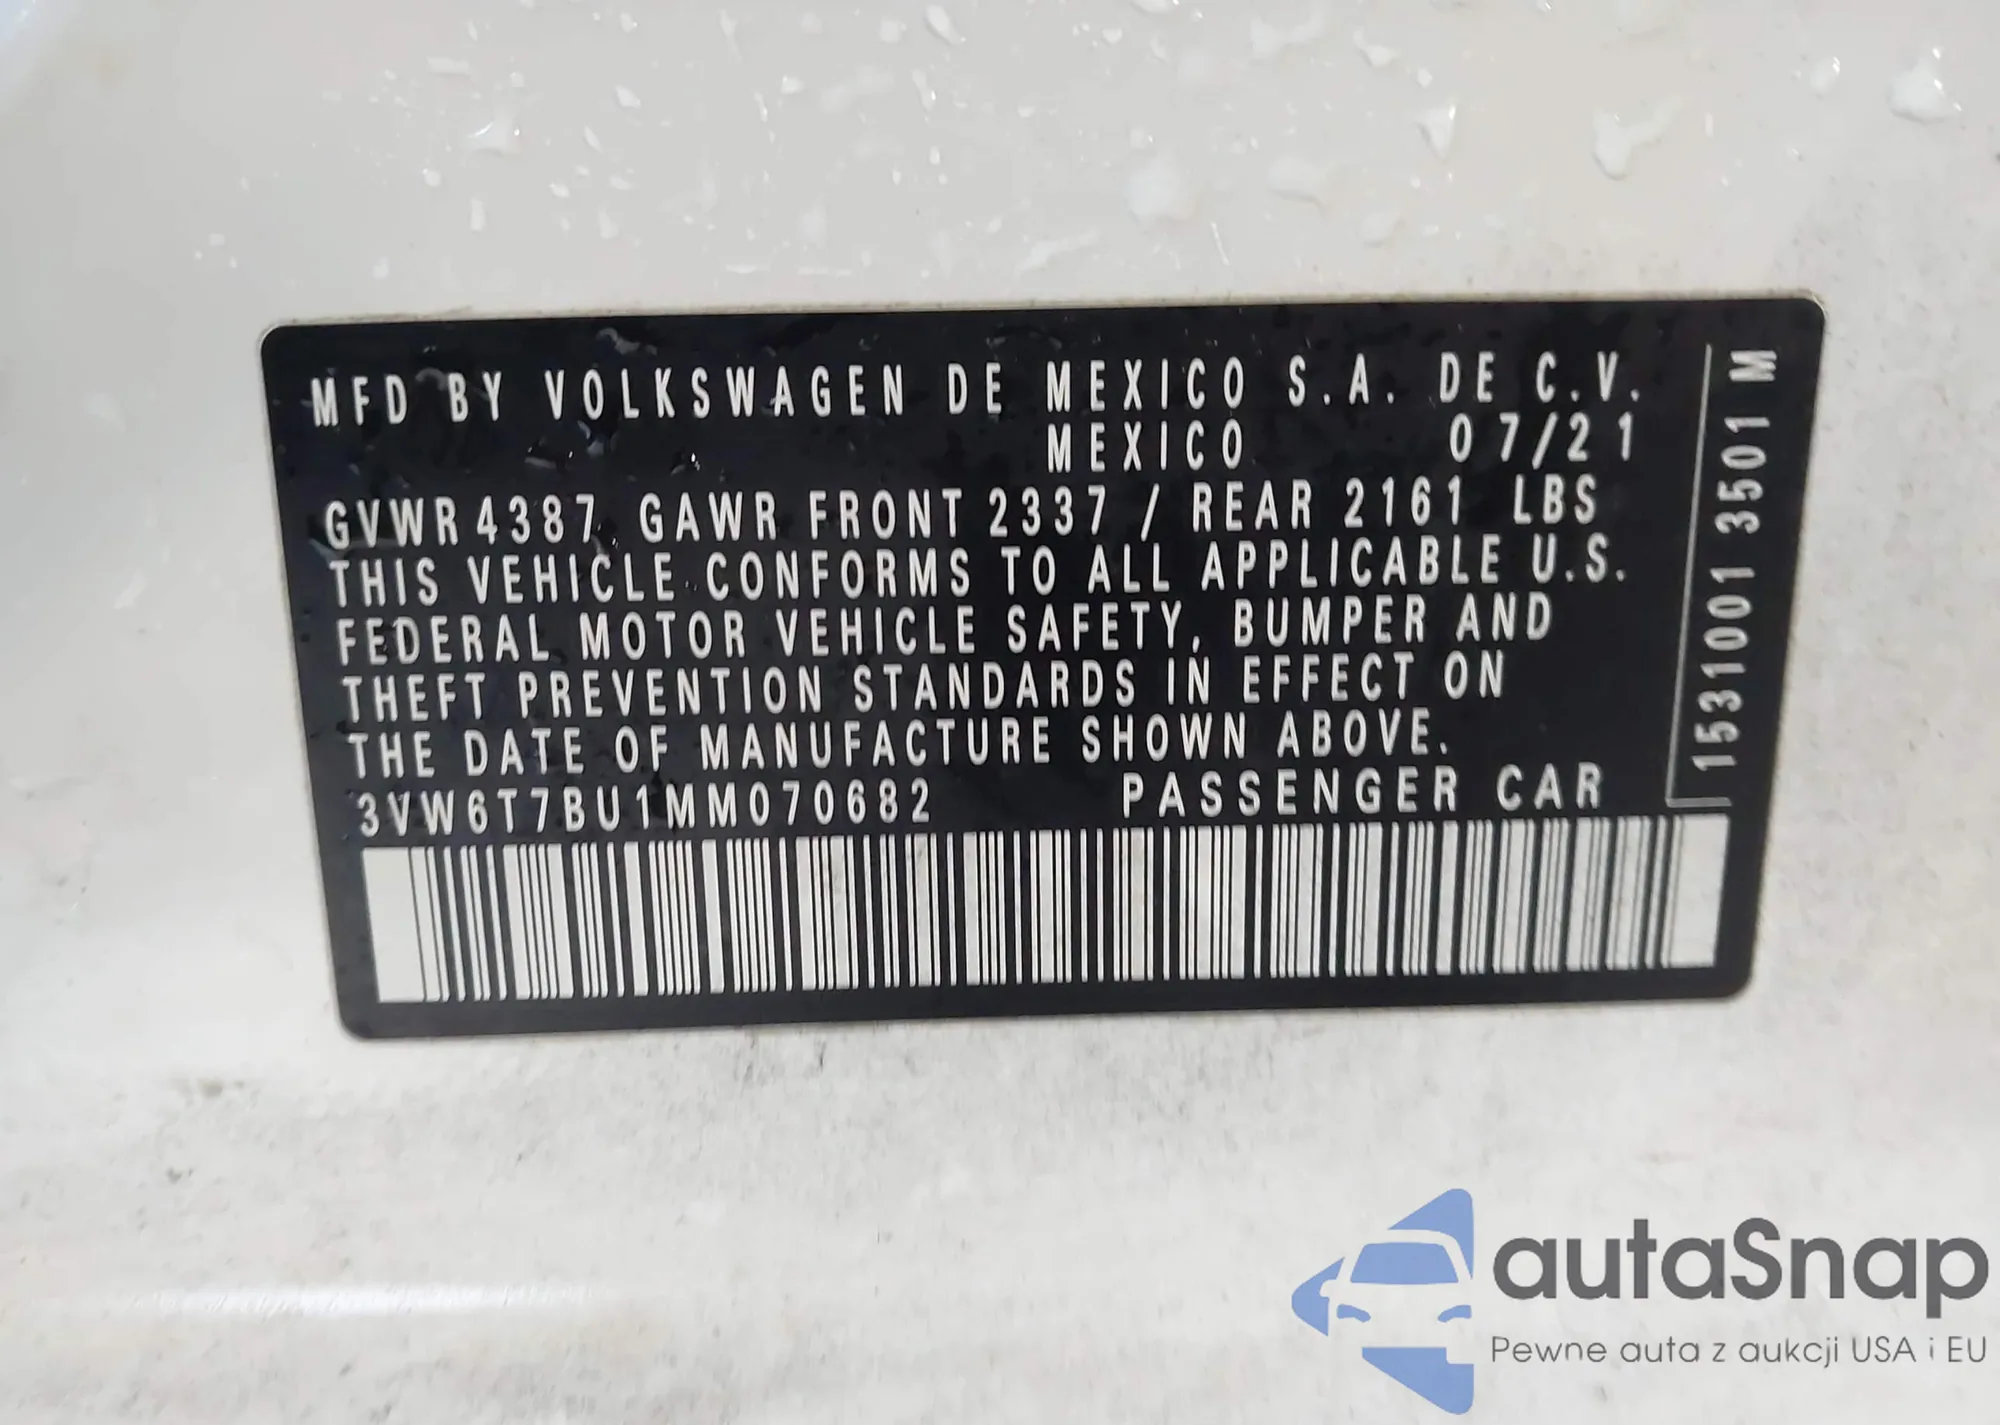 MFD BY VOLKSWAGEN DE MEXICO S.A. DE C.V.
MEXICO 07/21
GVWR 4387 GAWR FRONT 2337 / REAR 2161 LBS
THIS VEHICLE CONFORMS TO ALL APPLICABLE U.S.
FEDERAL MOTOR VEHICLE SAFETY, BUMPER AND
THEFT PREVENTION STANDARDS IN EFFECT ON
THE DATE OF MANUFACTURE SHOWN ABOVE.
3VW6T7BU1MM070682 PASSENGER CAR
1531001 3501 M
autaSnap
Pewne auta z aukcji USA i EU